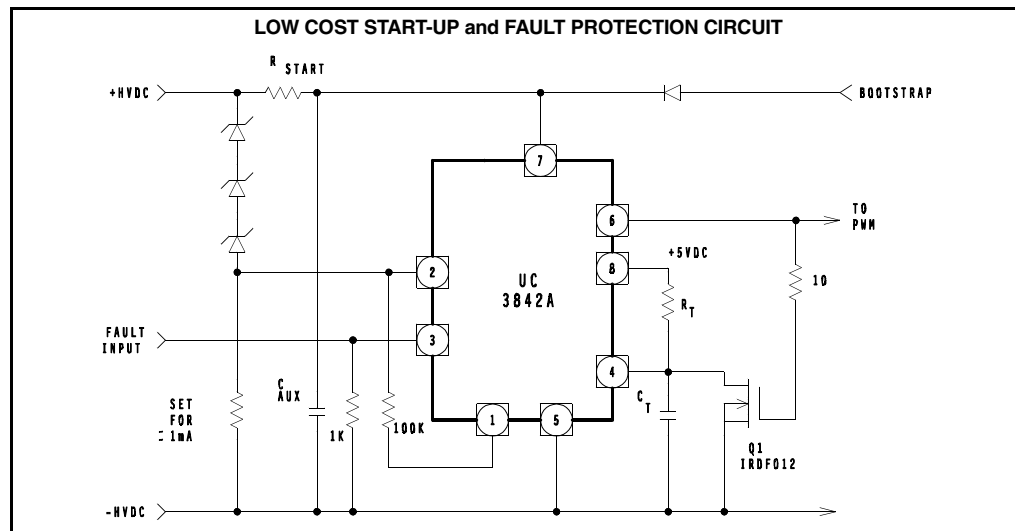 LOW COST START-UP and FAULT PROTECTION CIRCUIT
R START
+HVDC
BOOTSTRAP
7
6
TO
PWM
+5VDC
8
2
UC
3842A
10
R T
3
FAULT
INPUT
4
C AUX
C T
SET
FOR
≈1mA
1K
100K
1
5
Q1
IRDF012
-HVDC